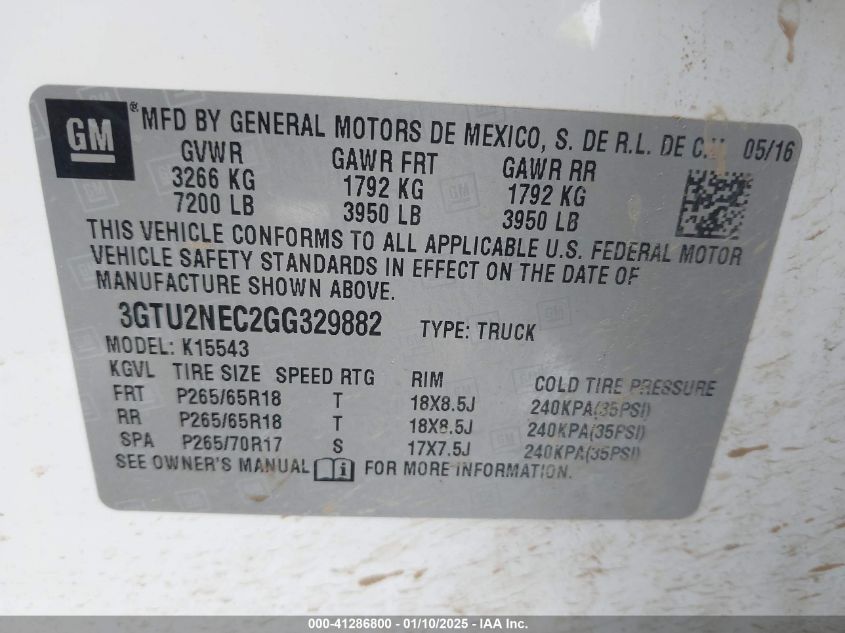 GM ® MFD BY GENERAL MOTORS DE MEXICO, S. DE R.L. DE C.V. 05/16
GVWR GAWR FRT GAWR RR
3266 KG 1792 KG 1792 KG
7200 LB 3950 LB 3950 LB
THIS VEHICLE CONFORMS TO ALL APPLICABLE U.S. FEDERAL MOTOR
VEHICLE SAFETY STANDARDS IN EFFECT ON THE DATE OF
MANUFACTURE SHOWN ABOVE.
3GTU2NEC2GG329882 TYPE: TRUCK
MODEL: K15543
KGVL TIRE SIZE SPEED RTG RIM COLD TIRE PRESSURE
FRT P265/65R18 T 18X8.5J 240KPA(35PSI)
RR P265/65R18 T 18X8.5J 240KPA(35PSI)
SPA P265/70R17 S 17X7.5J 240KPA(35PSI)
SEE OWNER'S MANUAL i FOR MORE INFORMATION.
000-41286800 - 01/10/2025 - IAA Inc.